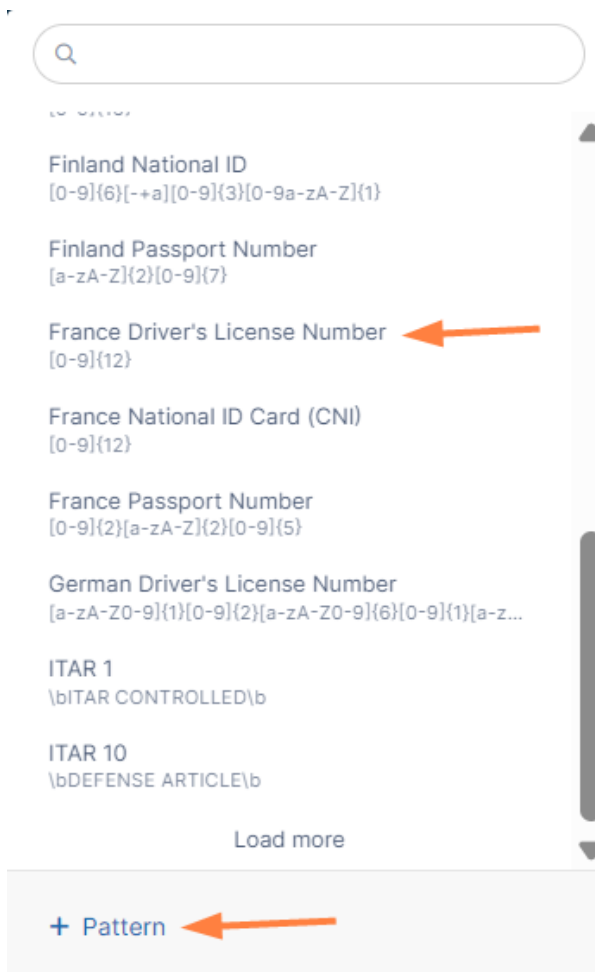 Finland National ID
[0-9]{6}[-+a][0-9]{3}[0-9a-zA-Z]{1}
Finland Passport Number
[a-zA-Z]{2}[0-9]{7}
France Driver's License Number
[0-9]{12}
France National ID Card (CNI)
[0-9]{12}
France Passport Number
[0-9]{2}[a-zA-Z]{2}[0-9]{5}
German Driver's License Number
[a-zA-Z0-9]{1}[0-9]{2}[a-zA-Z0-9]{6}[0-9]{1}[a-z...
ITAR 1
\bITAR CONTROLLED\b
ITAR 10
\bDEFENSE ARTICLE\b
Load more
+ Pattern